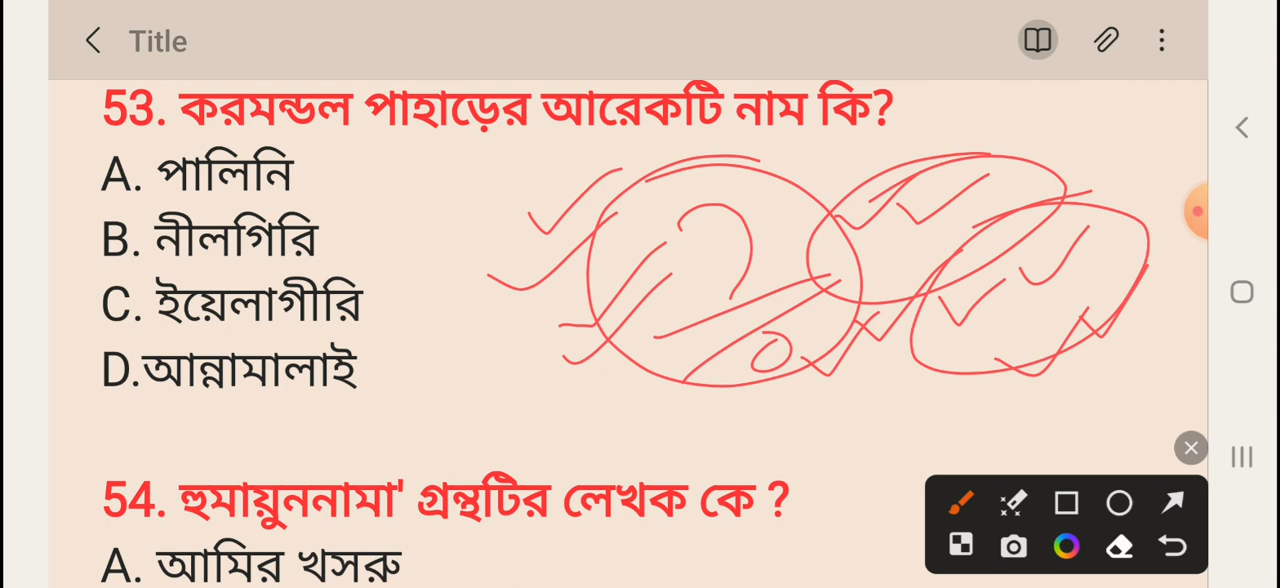 Title
53. করমন্ডল পাহাড়ের আরেকটি নাম কি?
A. পালিনি
B. নীলগিরি
C. ইয়েলাগীরি
D.আন্নামালাই
54. হুমায়ুননামা' গ্রন্থটির লেখক কে ?
A. আমির খসরু